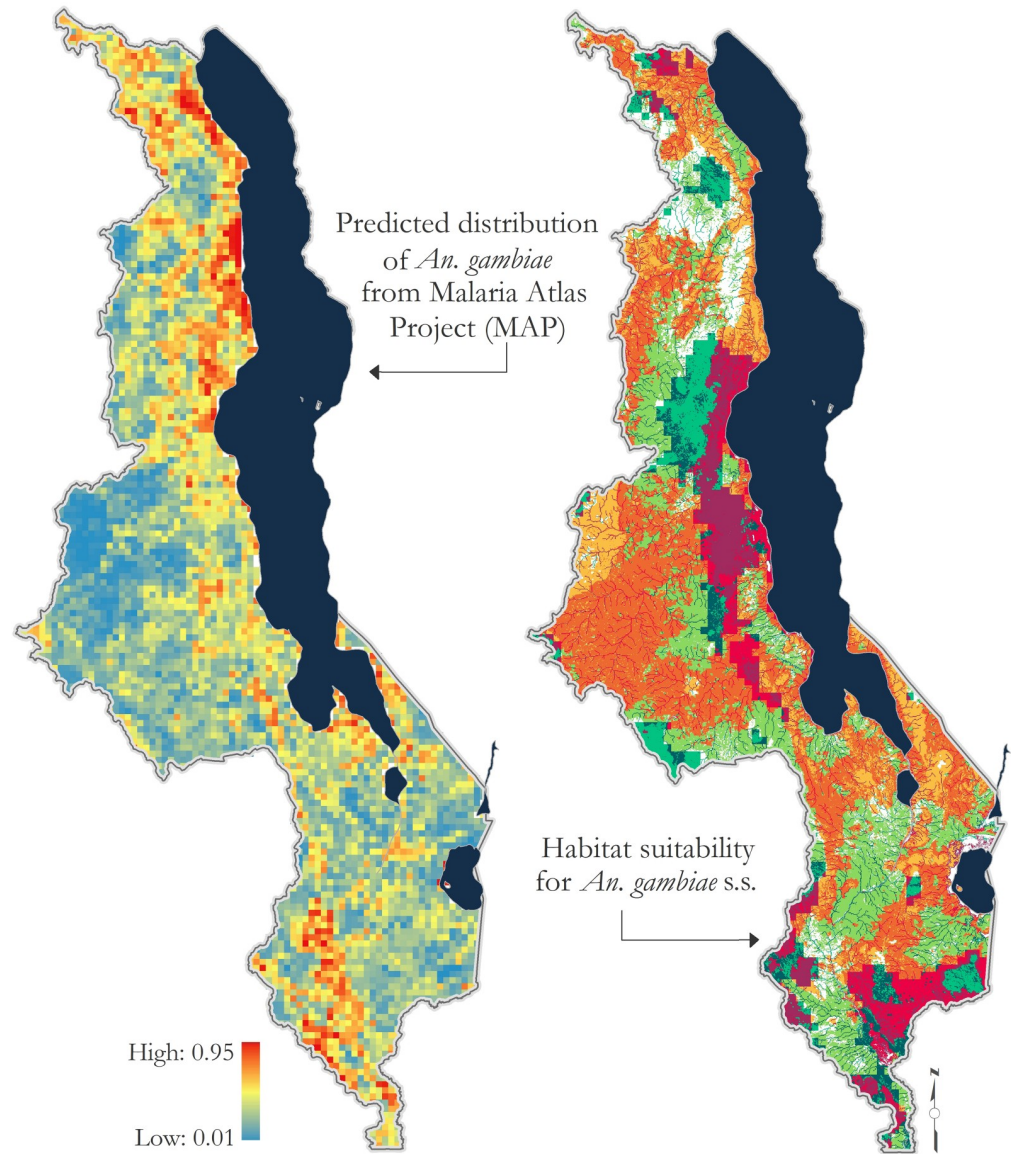 Predicted distribution
of An. gambiae
from Malaria Atlas
Project (MAP)
Habitat suitability
for An. gambiae s.s.
High: 0.95
Low: 0.01
N